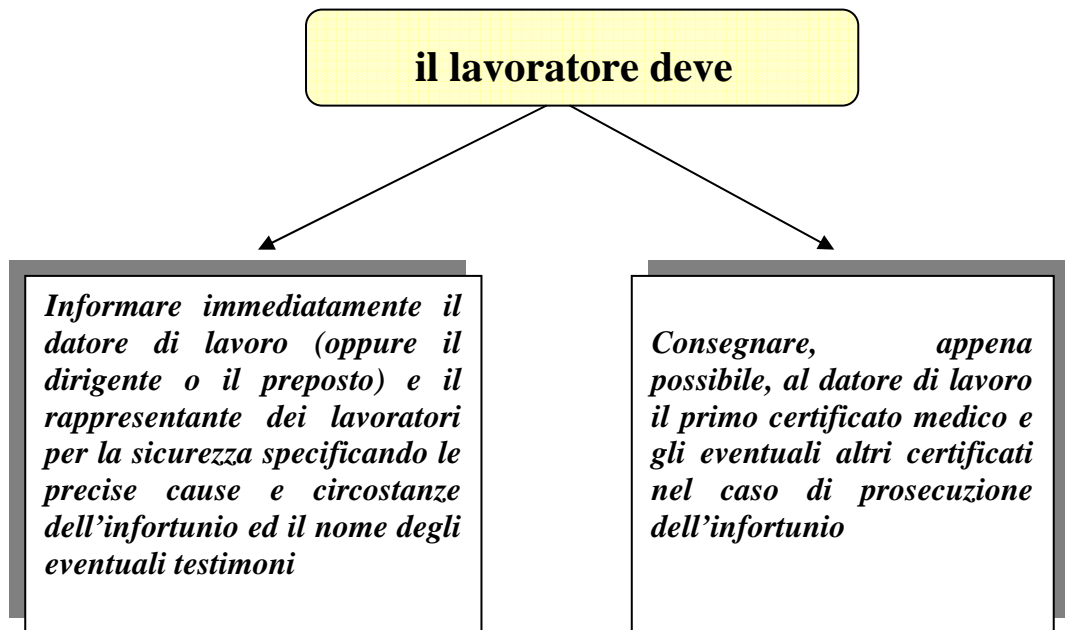 il lavoratore deve
Informare immediatamente il
datore di lavoro (oppure il
dirigente o il preposto) e il
rappresentante dei lavoratori
per la sicurezza specificando le
precise cause e circostanze
dell’infortunio ed il nome degli
eventuali testimoni
Consegnare, appena
possibile, al datore di lavoro
il primo certificato medico e
gli eventuali altri certificati
nel caso di prosecuzione
dell’infortunio